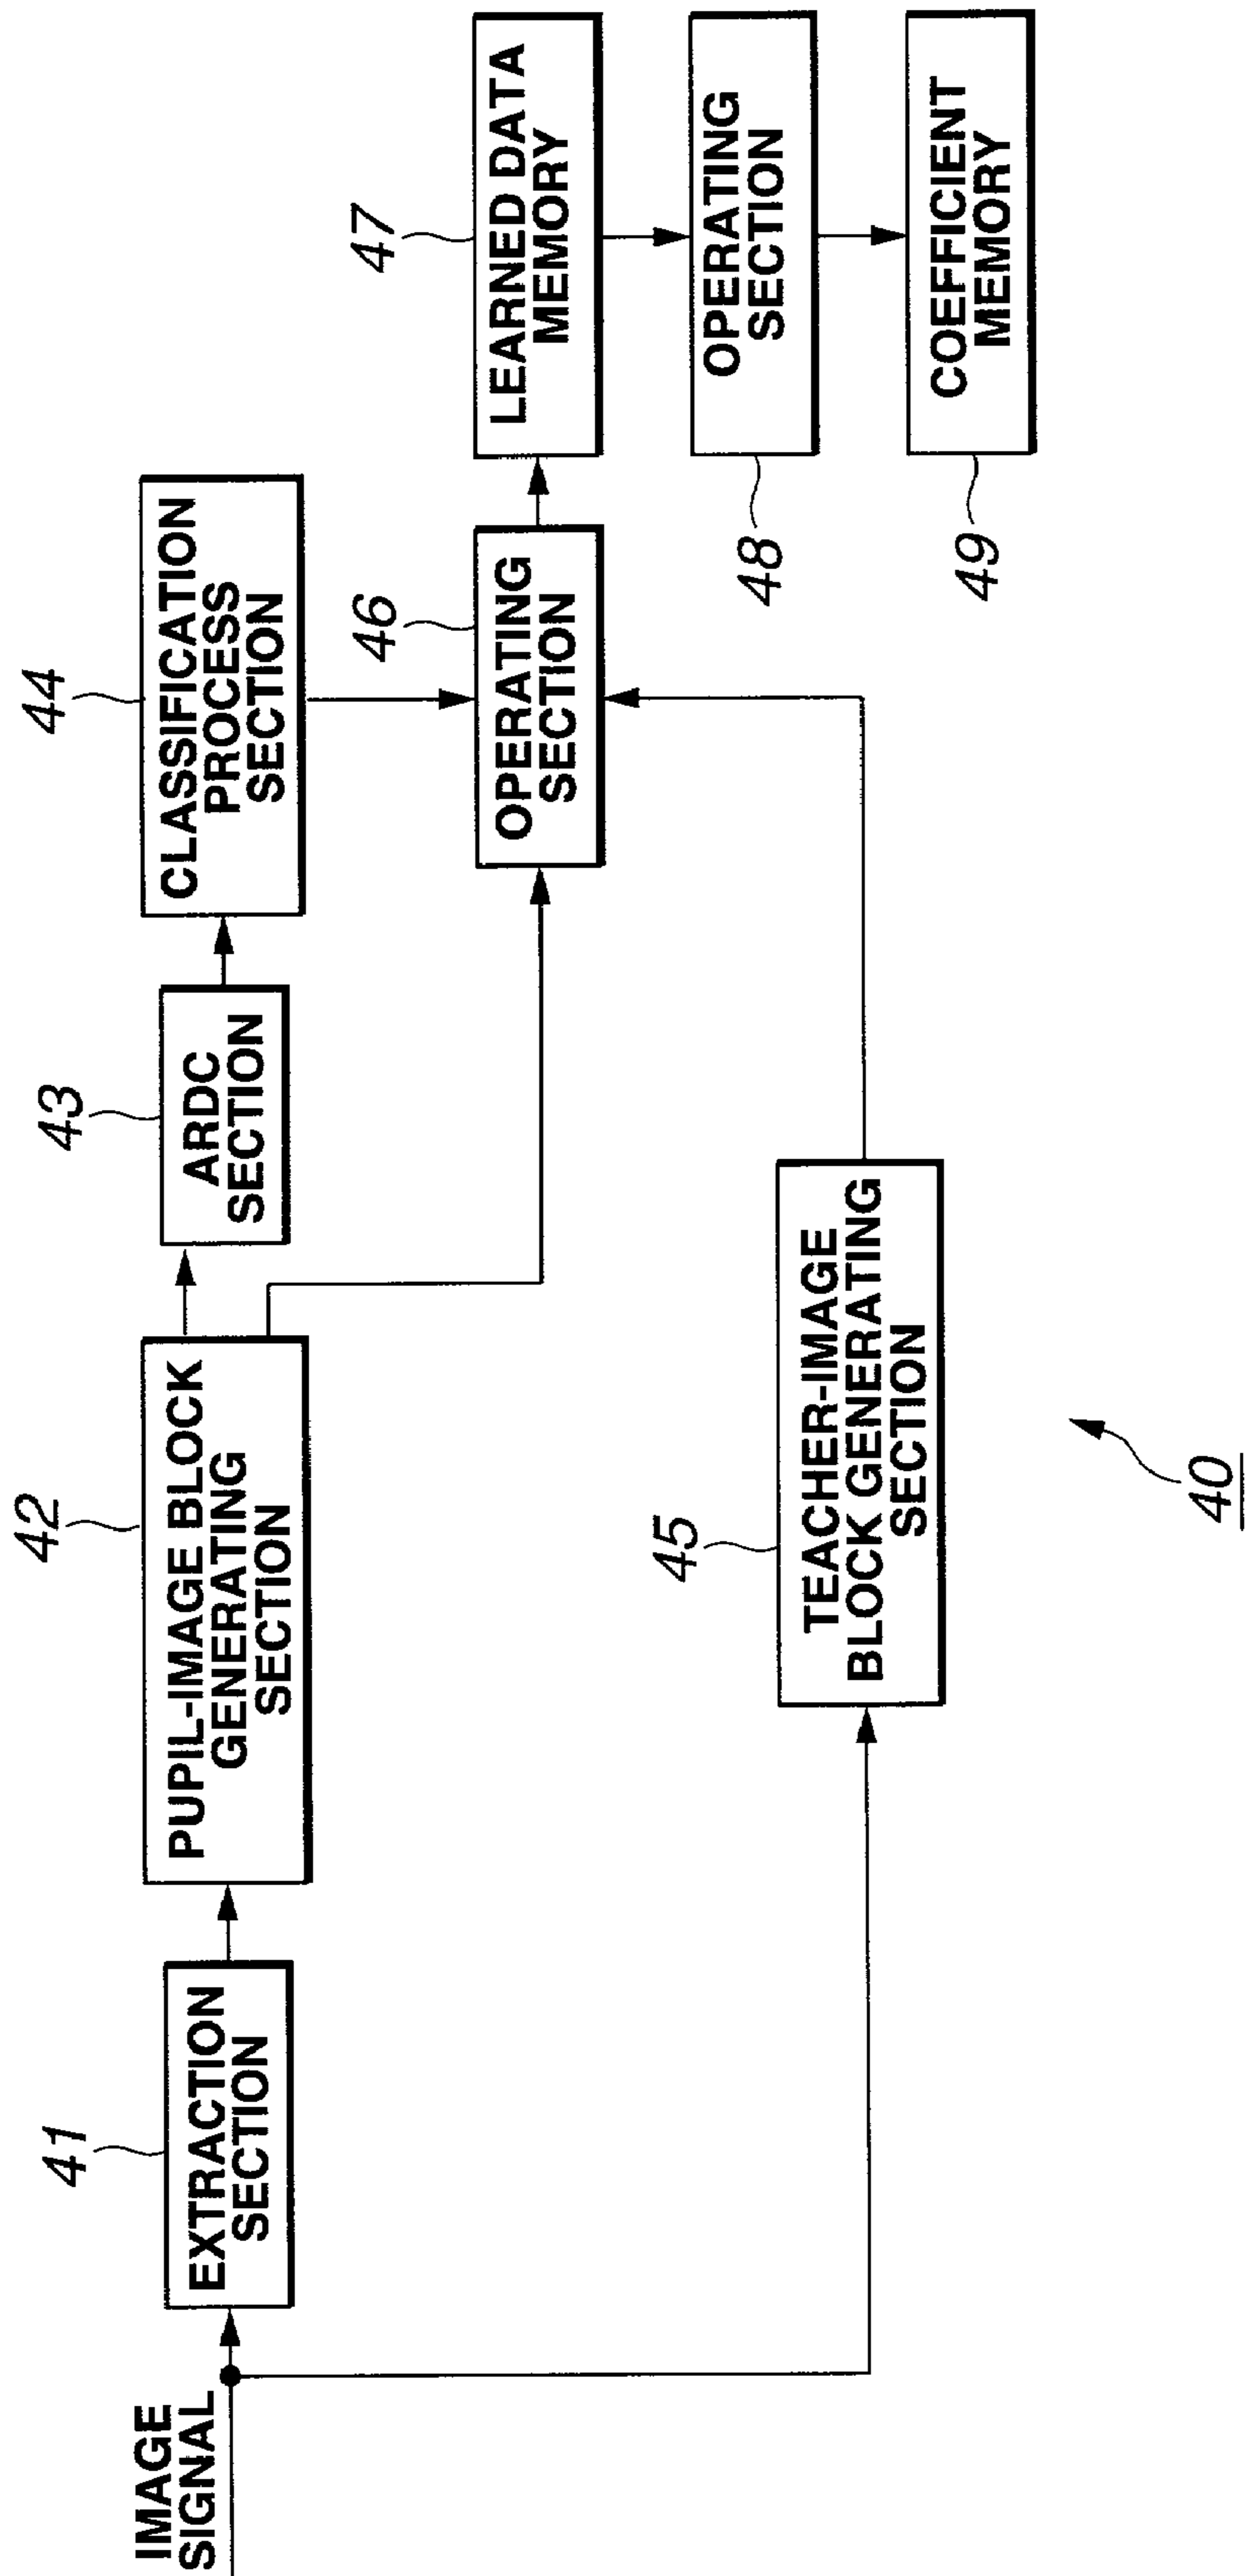 IMAGE
SIGNAL
41
EXTRACTION
SECTION
42
PUPIL-IMAGE BLOCK
GENERATING
SECTION
43
ARDC
SECTION
44
CLASSIFICATION
PROCESS
SECTION
45
TEACHER-IMAGE
BLOCK GENERATING
SECTION
46
OPERATING
SECTION
47
LEARNED DATA
MEMORY
48
OPERATING
SECTION
49
COEFFICIENT
MEMORY
40